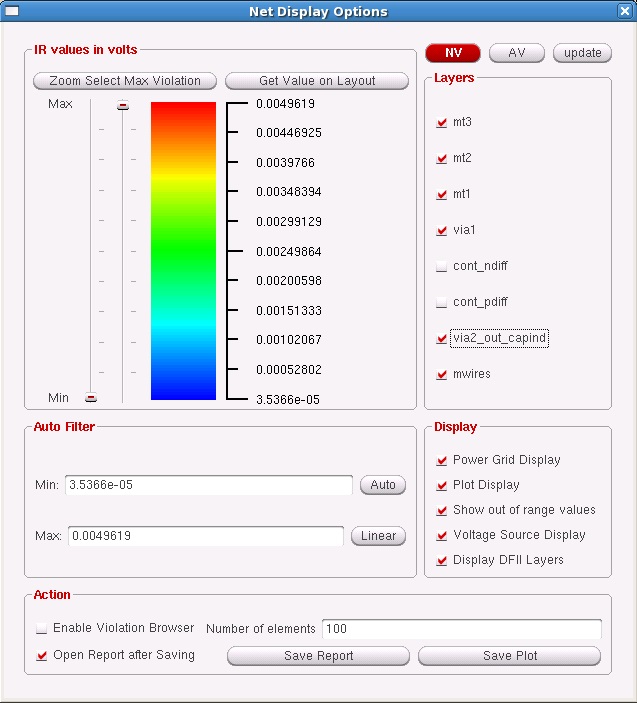 Net Display Options
IR values in volts
Zoom Select Max Violation
Get Value on Layout
Max
Min
0.0049619
0.00446925
0.0039766
0.00348394
0.00299129
0.00249864
0.00200598
0.00151333
0.00102067
0.00052802
3.5366e-05
NV
AV
update
Layers
mt3
mt2
mt1
via1
cont_ndiff
cont_pdiff
via2_out_capind
mwires
Auto Filter
Min: 3.5366e-05 Auto
Max: 0.0049619 Linear
Display
Power Grid Display
Plot Display
Show out of range values
Voltage Source Display
Display DFII Layers
Action
Enable Violation Browser Number of elements 100
Open Report after Saving Save Report Save Plot